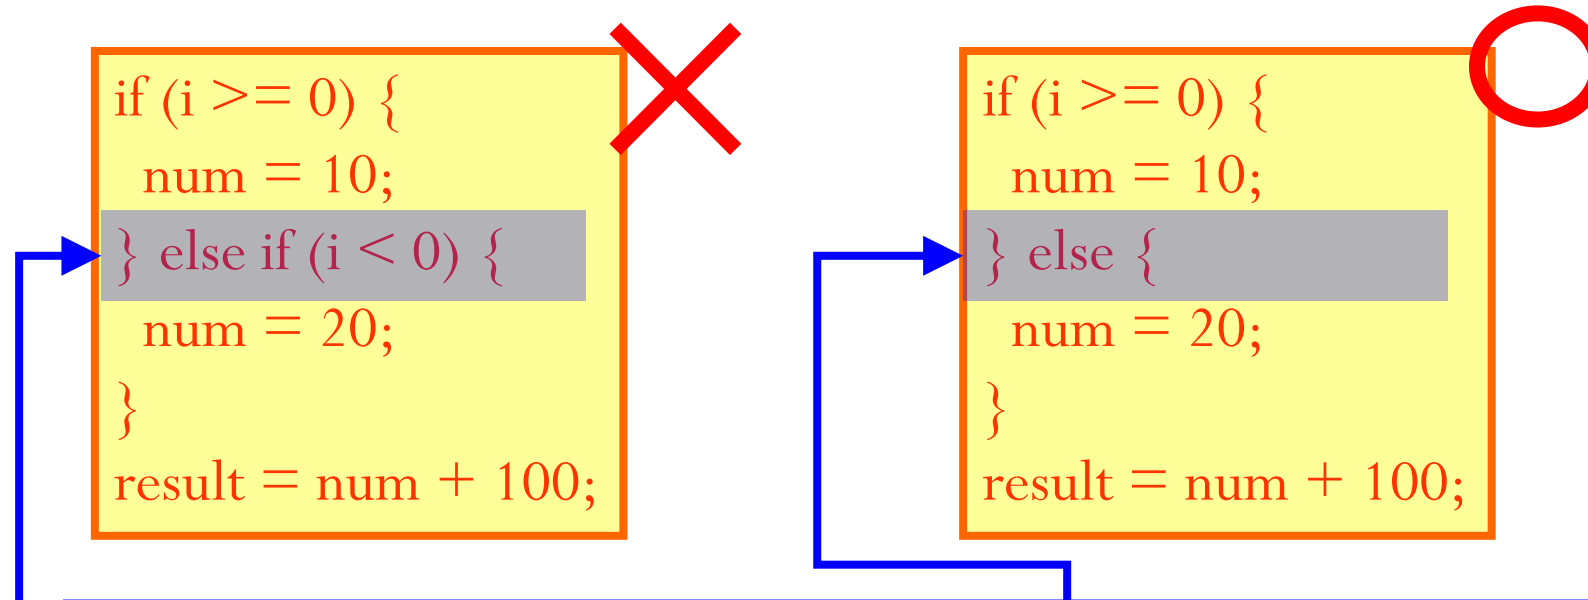 if (i >= 0) {
num = 10;
} else if (i < 0) {
num = 20;
}
result = num + 100;
if (i >= 0) {
num = 10;
} else {
num = 20;
}
result = num + 100;